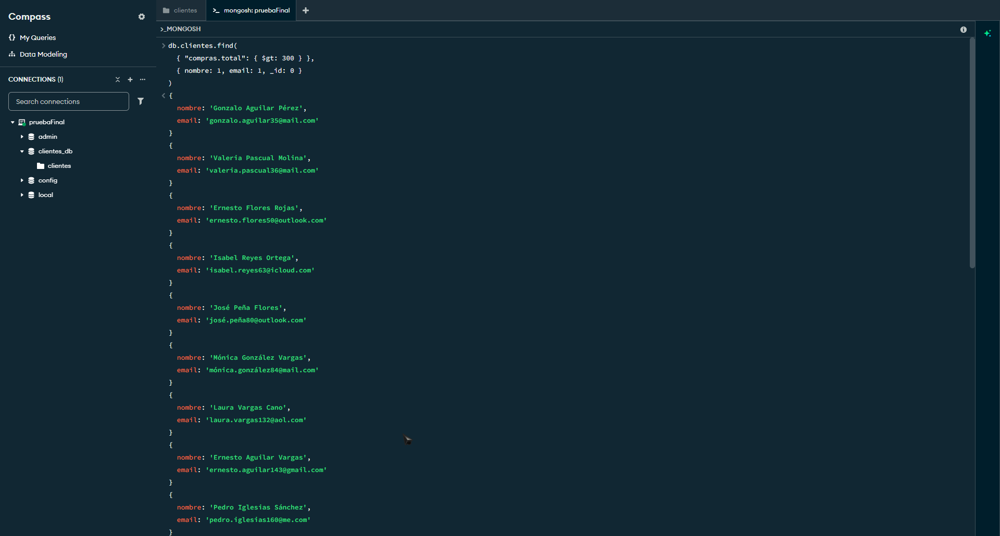 Compass
My Queries
Data Modeling
CONNECTIONS (1)
Search connections
pruebaFinal
admin
clientes_db
clientes
config
local
clientes
mongosh: pruebaFinal
>_MONGOSH
db.clientes.find(
{ "compras.total": { $gt: 300 } },
{ nombre: 1, email: 1, _id: 0 }
)
{
nombre: 'Gonzalo Aguilar Pérez',
email: 'gonzalo.aguilar35@mail.com'
}
{
nombre: 'Valeria Pascual Molina',
email: 'valeria.pascual36@mail.com'
}
{
nombre: 'Ernesto Flores Rojas',
email: 'ernesto.flores50@outlook.com'
}
{
nombre: 'Isabel Reyes Ortega',
email: 'isabel.reyes63@icloud.com'
}
{
nombre: 'José Peña Flores',
email: 'josé.peña80@outlook.com'
}
{
nombre: 'Mónica González Vargas',
email: 'mónica.gonzález84@mail.com'
}
{
nombre: 'Laura Vargas Cano',
email: 'laura.vargas132@aol.com'
}
{
nombre: 'Ernesto Aguilar Vargas',
email: 'ernesto.aguilar143@gmail.com'
}
{
nombre: 'Pedro Iglesias Sánchez',
email: 'pedro.iglesias160@me.com'
}